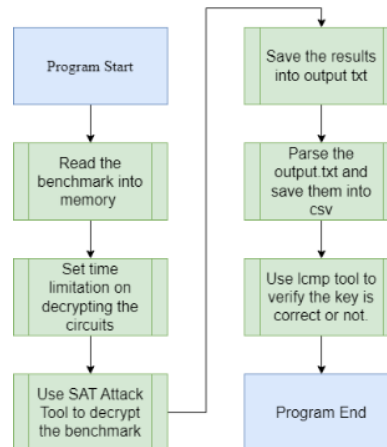 Program Start
Read the
benchmark into
memory
Set time
limitation on
decrypting the
circuits
Use SAT Attack
Tool to decrypt
the benchmark
Save the results
into output txt
Parse the
output.txt and
save them into
csv
Use lcmp tool to
verify the key is
correct or not.
Program End